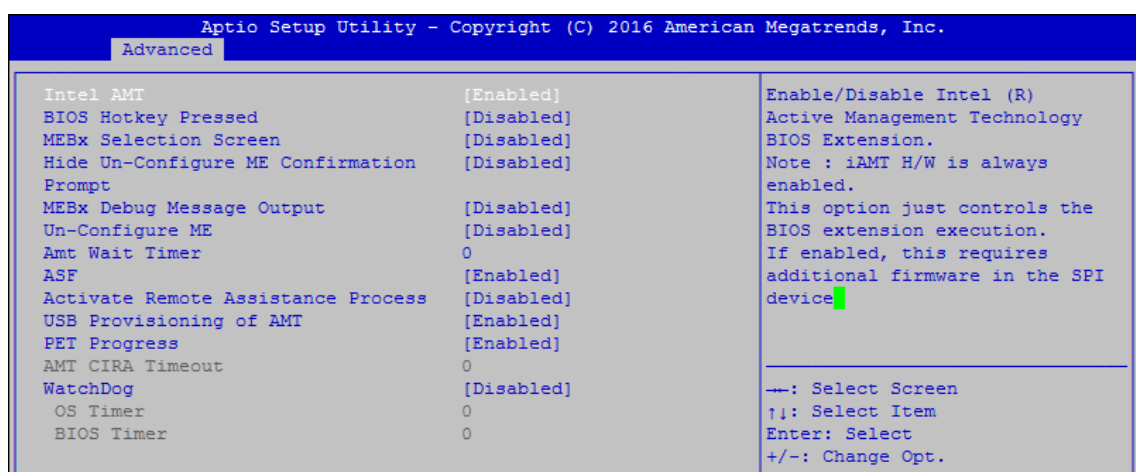 Aptio Setup Utility - Copyright (C) 2016 American Megatrends, Inc.
Advanced
Intel AMT [Enabled]
BIOS Hotkey Pressed [Disabled]
MEBx Selection Screen [Disabled]
Hide Un-Configure ME Confirmation [Disabled]
Prompt
MEBx Debug Message Output [Disabled]
Un-Configure ME [Disabled]
Amt Wait Timer 0
ASF [Enabled]
Activate Remote Assistance Process [Disabled]
USB Provisioning of AMT [Enabled]
PET Progress [Enabled]
AMT CIRA Timeout 0
WatchDog [Disabled]
OS Timer 0
BIOS Timer 0
Enable/Disable Intel (R)
Active Management Technology
BIOS Extension.
Note : iAMT H/W is always
enabled.
This option just controls the
BIOS extension execution.
If enabled, this requires
additional firmware in the SPI
device
→←: Select Screen
↑↓: Select Item
Enter: Select
+/-: Change Opt.